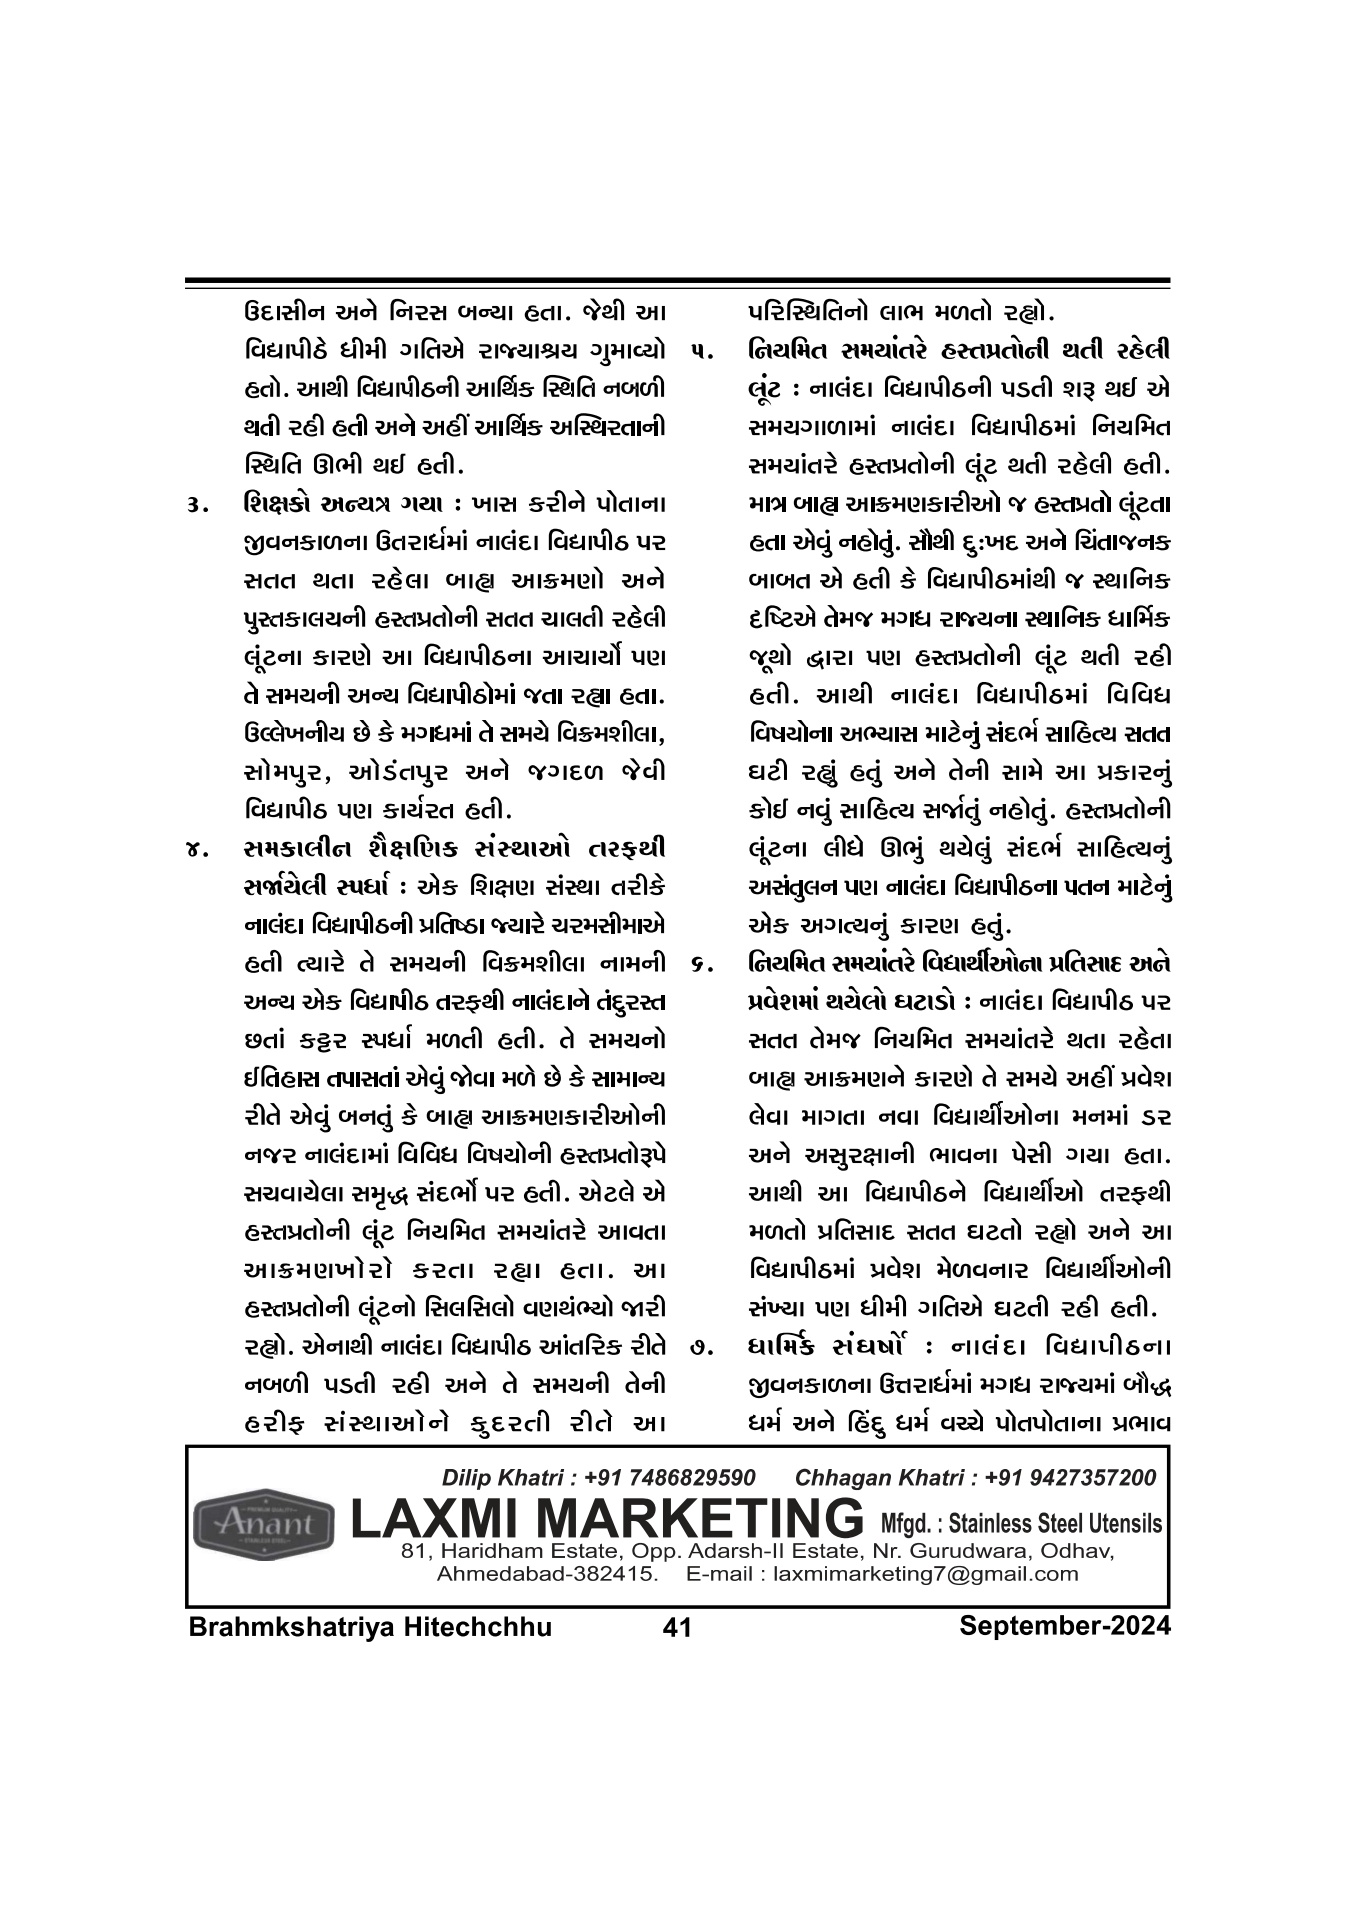 ઉદાસીન અને નિરસ બન્યા હતા. જેથી આ
વિદ્યાપીઠે ધીમી ગતિએ રાજ્યાશ્રય ગુમાવ્યો
હતો. આથી વિદ્યાપીઠની આર્થિક સ્થિતિ નબળી
થતી રહી હતી અને અહીં આર્થિક અસ્થિરતાની
સ્થિતિ ઊભી થઈ હતી.
૩. શિક્ષકો અન્યત્ર ગયા : ખાસ કરીને પોતાના
જીવનકાળના ઉતરાર્ધમાં નાલંદા વિદ્યાપીઠ પર
સતત થતા રહેલા બાહ્ય આક્રમણો અને
પુસ્તકાલયની હસ્તપ્રતોની સતત ચાલતી રહેલી
લૂંટના કારણે આ વિદ્યાપીઠના આચાર્યો પણ
તે સમયની અન્ય વિદ્યાપીઠોમાં જતા રહ્યા હતા.
ઉલ્લેખનીય છે કે મગધમાં તે સમયે વિક્રમશીલા,
સોમપુર, ઓડંતપુર અને જગદળ જેવી
વિદ્યાપીઠ પણ કાર્યરત હતી.
૪. સમકાલીન શૈક્ષણિક સંસ્થાઓ તરફથી
સર્જાયેલી સ્પર્ધા : એક શિક્ષણ સંસ્થા તરીકે
નાલંદા વિદ્યાપીઠની પ્રતિષ્ઠા જ્યારે ચરમસીમાએ
હતી ત્યારે તે સમયની વિક્રમશીલા નામની
અન્ય એક વિદ્યાપીઠ તરફથી નાલંદાને તંદુરસ્ત
છતાં કટ્ટર સ્પર્ધા મળતી હતી. તે સમયનો
ઈતિહાસ તપાસતાં એવું જોવા મળે છે કે સામાન્ય
રીતે એવું બનતું કે બાહ્ય આક્રમણકારીઓની
નજર નાલંદામાં વિવિધ વિષયોની હસ્તપ્રતોરૂપે
સચવાયેલા સમૃદ્ધ સંદર્ભો પર હતી. એટલે એ
હસ્તપ્રતોની લૂંટ નિયમિત સમયાંતરે આવતા
આક્રમણખોરો કરતા રહ્યા હતા. આ
હસ્તપ્રતોની લૂંટનો સિલસિલો વણથંભ્યો જારી
રહ્યો. એનાથી નાલંદા વિદ્યાપીઠ આંતરિક રીતે
નબળી પડતી રહી અને તે સમયની તેની
હરીફ સંસ્થાઓને કુદરતી રીતે આ
પરિસ્થિતિનો લાભ મળતો રહ્યો.
૫. નિયમિત સમયાંતરે હસ્તપ્રતોની થતી રહેલી
લૂંટ : નાલંદા વિદ્યાપીઠની પડતી શરૂ થઈ એ
સમયગાળામાં નાલંદા વિદ્યાપીઠમાં નિયમિત
સમયાંતરે હસ્તપ્રતોની લૂંટ થતી રહેલી હતી.
માત્ર બાહ્ય આક્રમણકારીઓ જ હસ્તપ્રતો લૂંટતા
હતા એવું નહોતું. સૌથી દુઃખદ અને ચિંતાજનક
બાબત એ હતી કે વિદ્યાપીઠમાંથી જ સ્થાનિક
દૃષ્ટિએ તેમજ મગધ રાજ્યના સ્થાનિક ધાર્મિક
જૂથો દ્વારા પણ હસ્તપ્રતોની લૂંટ થતી રહી
હતી. આથી નાલંદા વિદ્યાપીઠમાં વિવિધ
વિષયોના અભ્યાસ માટેનું સંદર્ભ સાહિત્ય સતત
ઘટી રહ્યું હતું અને તેની સામે આ પ્રકારનું
કોઈ નવું સાહિત્ય સર્જાતું નહોતું. હસ્તપ્રતોની
લૂંટના લીધે ઊભું થયેલું સંદર્ભ સાહિત્યનું
અસંતુલન પણ નાલંદા વિદ્યાપીઠના પતન માટેનું
એક અગત્યનું કારણ હતું.
૬. નિયમિત સમયાંતરે વિદ્યાર્થીઓના પ્રતિસાદ અને
પ્રવેશમાં થયેલો ઘટાડો : નાલંદા વિદ્યાપીઠ પર
સતત તેમજ નિયમિત સમયાંતરે થતા રહેતા
બાહ્ય આક્રમણને કારણે તે સમયે અહીં પ્રવેશ
લેવા માગતા નવા વિદ્યાર્થીઓના મનમાં ડર
અને અસુરક્ષાની ભાવના પેસી ગયા હતા.
આથી આ વિદ્યાપીઠને વિદ્યાર્થીઓ તરફથી
મળતો પ્રતિસાદ સતત ઘટતો રહ્યો અને આ
વિદ્યાપીઠમાં પ્રવેશ મેળવનાર વિદ્યાર્થીઓની
સંખ્યા પણ ધીમી ગતિએ ઘટતી રહી હતી.
૭. ધાર્મિક સંઘર્ષો : નાલંદા વિદ્યાપીઠના
જીવનકાળના ઉત્તરાર્ધમાં મગધ રાજ્યમાં બૌદ્ધ
ધર્મ અને હિંદુ ધર્મ વચ્ચે પોતપોતાના પ્રભાવ
Dilip Khatri : +91 7486829590 Chhagan Khatri : +91 9427357200
Anant
LAXMI MARKETING Mfgd. : Stainless Steel Utensils
81, Haridham Estate, Opp. Adarsh-II Estate, Nr. Gurudwara, Odhav,
Ahmedabad-382415. E-mail : laxmimarketing7@gmail.com
Brahmkshatriya Hitechchhu 41 September-2024